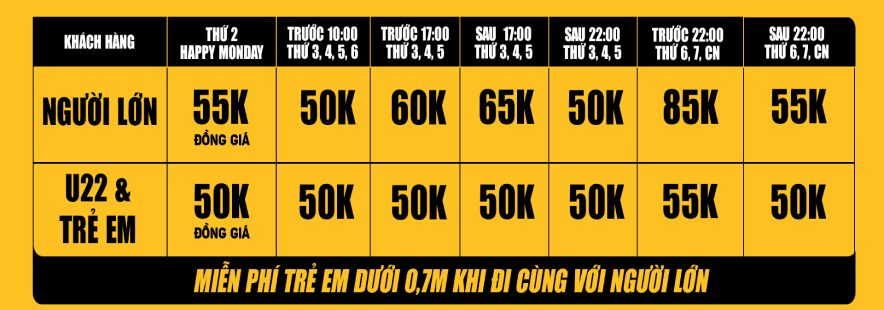 KHÁCH HÀNG
THỨ 2
HAPPY MONDAY
TRƯỚC 10:00
THỨ 3, 4, 5, 6
TRƯỚC 17:00
THỨ 3, 4, 5
SAU 17:00
THỨ 3, 4, 5
SAU 22:00
THỨ 3, 4, 5
TRƯỚC 22:00
THỨ 6, 7, CN
SAU 22:00
THỨ 6, 7, CN
NGƯỜI LỚN
55K
ĐỒNG GIÁ
50K
60K
65K
50K
85K
55K
U22 &
TRẺ EM
50K
ĐỒNG GIÁ
50K
50K
50K
50K
55K
50K
MIỄN PHÍ TRẺ EM DƯỚI 0,7M KHI ĐI CÙNG VỚI NGƯỜI LỚN